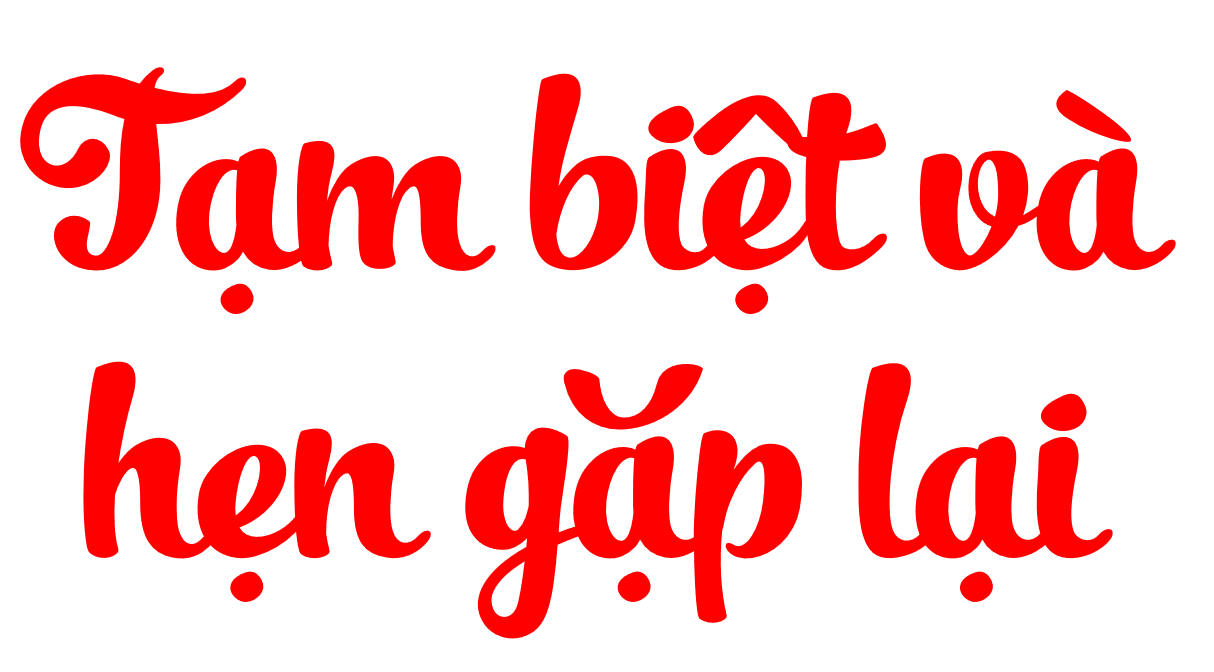 Tạm biệt và
hẹn gặp lại